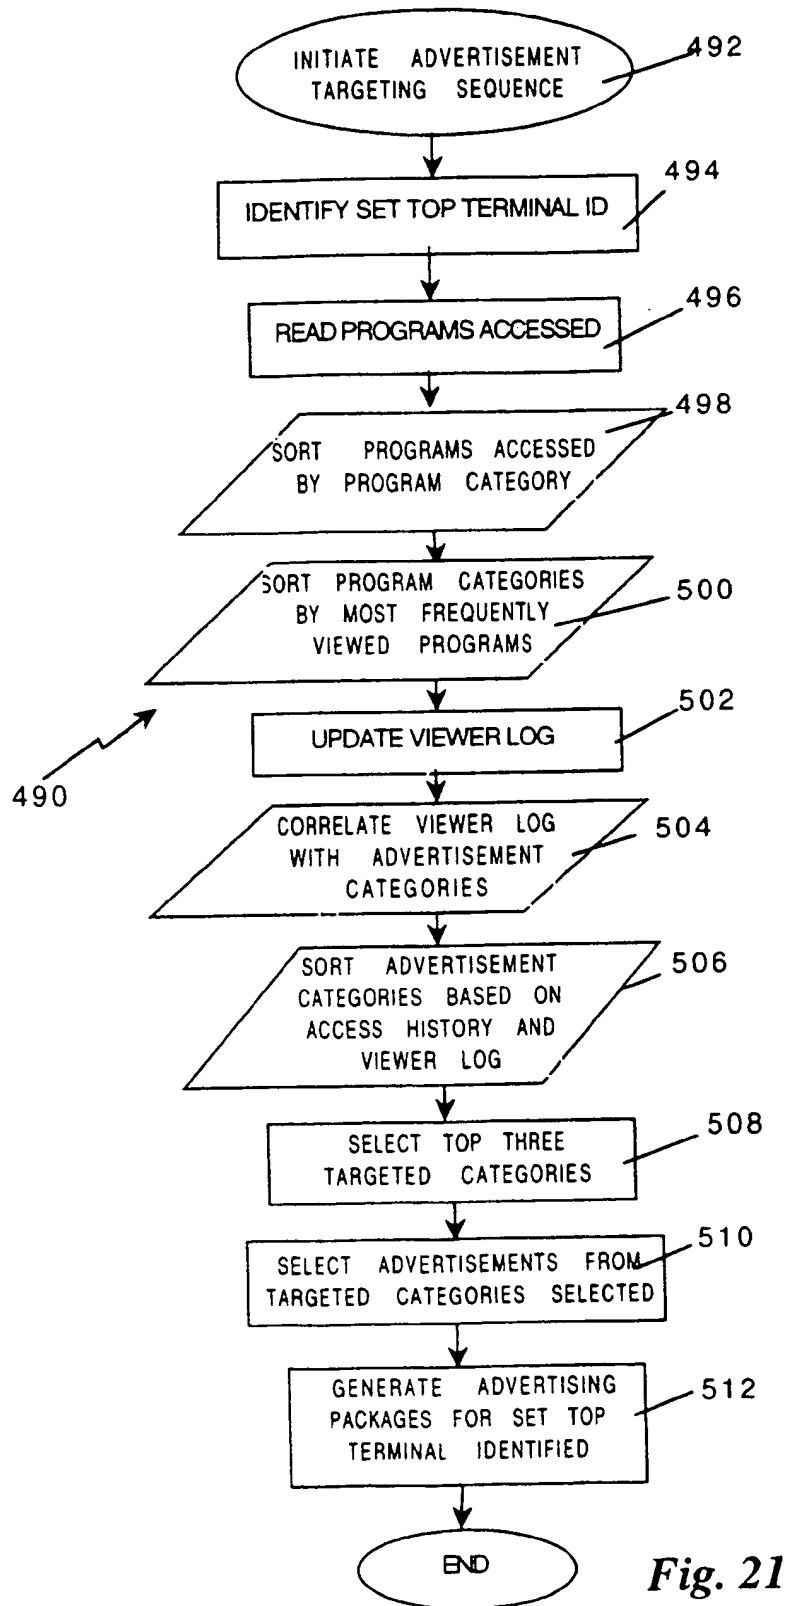 INITIATE ADVERTISEMENT
TARGETING SEQUENCE
492
IDENTIFY SET TOP TERMINAL ID
494
READ PROGRAMS ACCESSED
496
SORT PROGRAMS ACCESSED
BY PROGRAM CATEGORY
498
SORT PROGRAM CATEGORIES
BY MOST FREQUENTLY
VIEWED PROGRAMS
500
UPDATE VIEWER LOG
502
490
CORRELATE VIEWER LOG
WITH ADVERTISEMENT
CATEGORIES
504
SORT ADVERTISEMENT
CATEGORIES BASED ON
ACCESS HISTORY AND
VIEWER LOG
506
SELECT TOP THREE
TARGETED CATEGORIES
508
SELECT ADVERTISEMENTS FROM
TARGETED CATEGORIES SELECTED
510
GENERATE ADVERTISING
PACKAGES FOR SET TOP
TERMINAL IDENTIFIED
512
END
Fig. 21